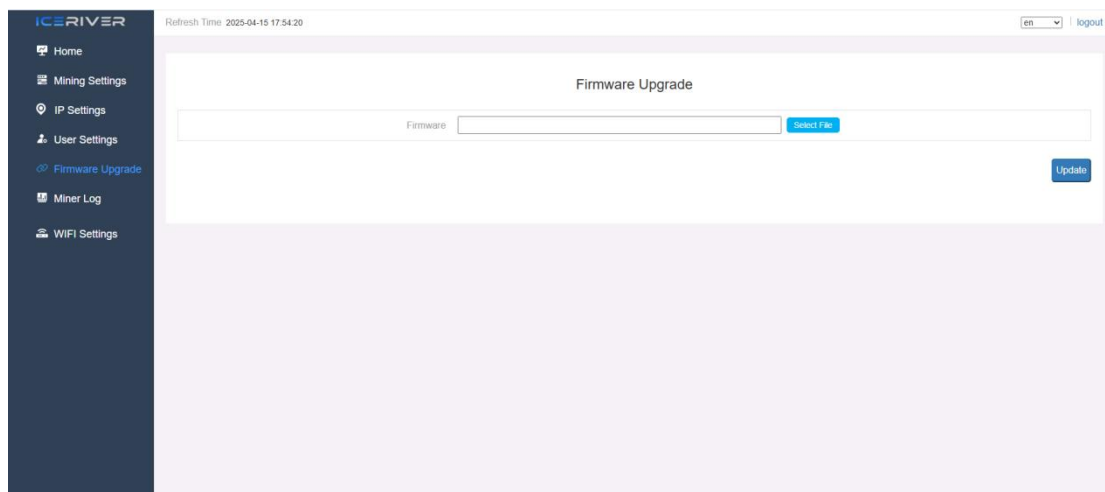 ICERIVER
Refresh Time 2025-04-15 17:54:20
en
logout
Home
Mining Settings
IP Settings
User Settings
Firmware Upgrade
Miner Log
WIFI Settings
Firmware Upgrade
Firmware
Select File
Update